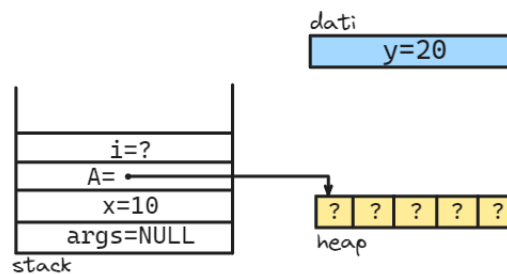 dati
y=20
i=?
A=
x=10
args=NULL
stack
? ? ? ? ?
heap